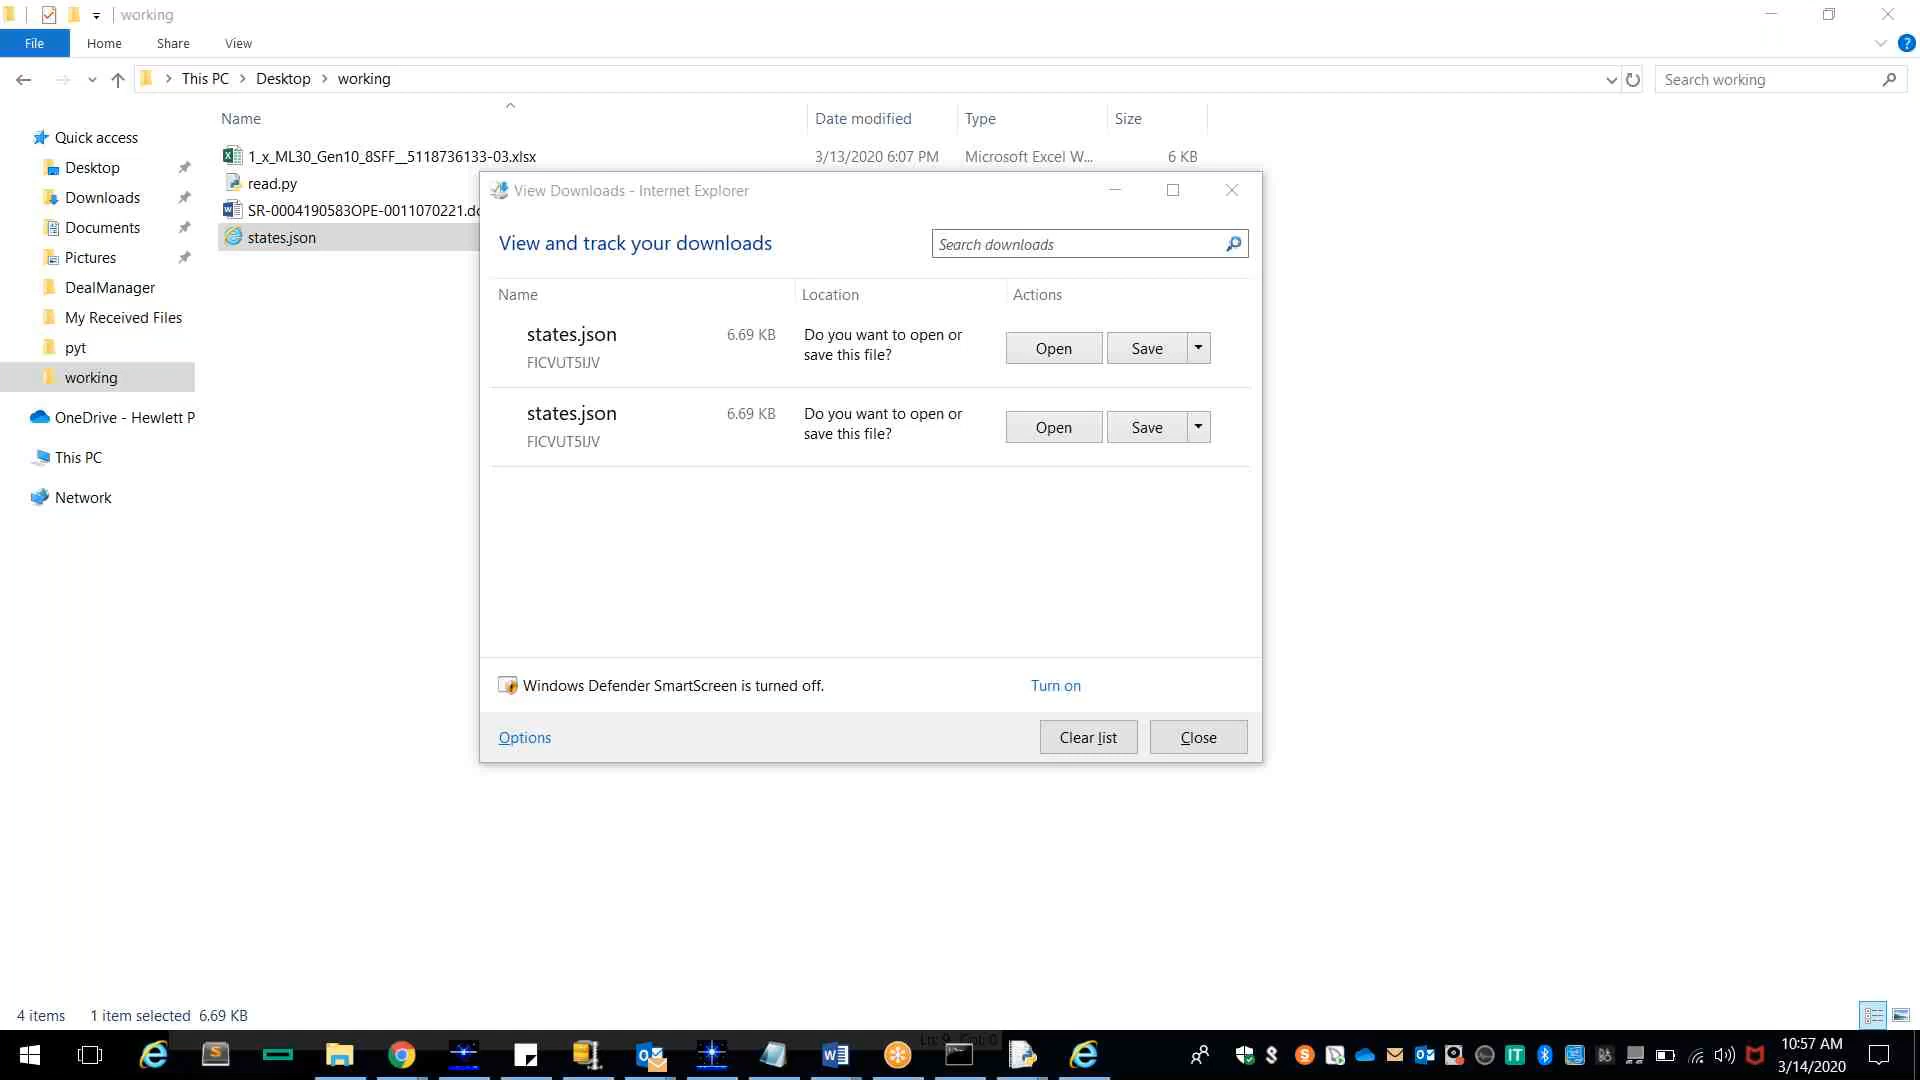 working
File Home Share View
This PC > Desktop > working
Search working
Name Date modified Type Size
Quick access
Desktop
Downloads
Documents
Pictures
DealManager
My Received Files
pyt
working
OneDrive - Hewlett P
This PC
Network
1_x_ML30_Gen10_8SFF__5118736133-03.xlsx 3/13/2020 6:07 PM Microsoft Excel W... 6 KB
read.py
SR-0004190583OPE-0011070221.dc
states.json
View Downloads - Internet Explorer
View and track your downloads
Search downloads
Name Location Actions
states.json 6.69 KB Do you want to open or
save this file?
FICVUT5IJV
Open Save
states.json 6.69 KB Do you want to open or
save this file?
FICVUT5IJV
Open Save
Windows Defender SmartScreen is turned off. Turn on
Options Clear list Close
4 items 1 item selected 6.69 KB
Ln: 9 Col: 0
10:57 AM
3/14/2020